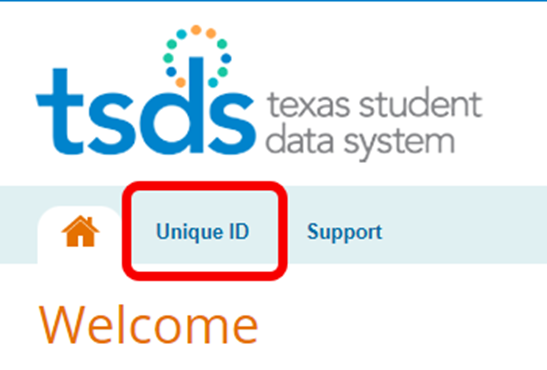 tsds texas student
data system
Unique ID Support
Welcome